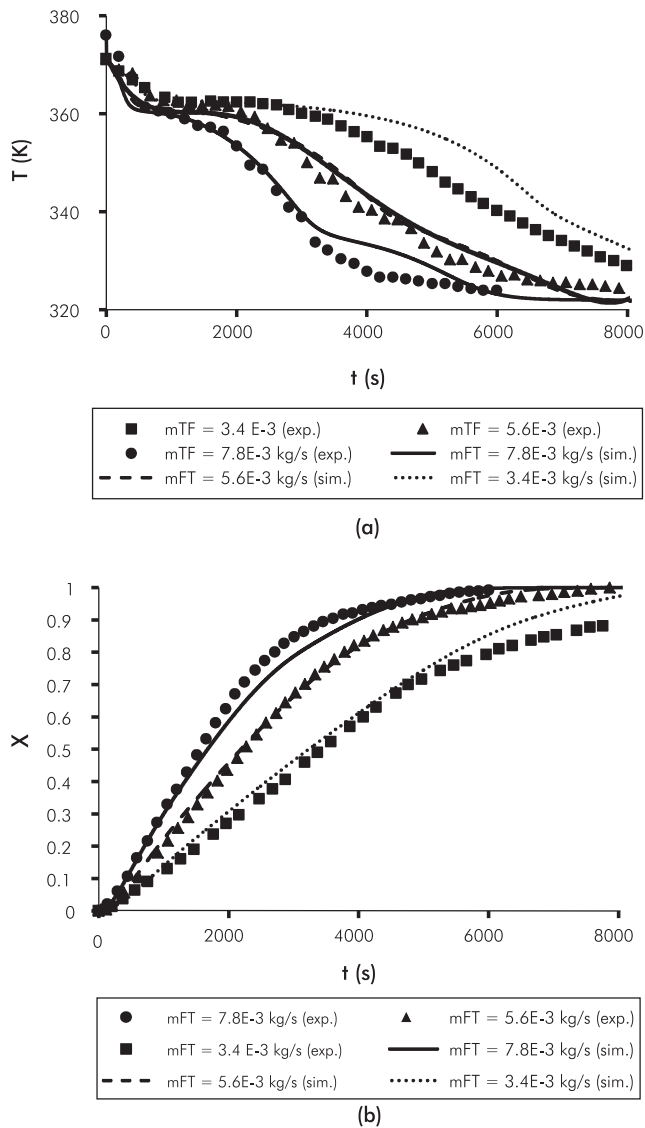 380
360
340
320
T (K)
0 2000 4000 6000 8000
t (s)
mTF = 3.4 E-3 (exp.) mTF = 5.6E-3 (exp.)
mTF = 7.8E-3 kg/s (exp.) mFT = 7.8E-3 kg/s (sim.)
mFT = 5.6E-3 kg/s (sim.) mFT = 3.4E-3 kg/s (sim.)
(a)
1
0.9
0.8
0.7
0.6
0.5
0.4
0.3
0.2
0.1
0
X
0 2000 4000 6000 8000
t (s)
mFT = 7.8E-3 kg/s (exp.) mFT = 5.6E-3 kg/s (exp.)
mFT = 3.4 E-3 kg/s (exp.) mFT = 7.8E-3 kg/s (sim.)
mFT = 5.6E-3 kg/s (sim.) mFT = 3.4E-3 kg/s (sim.)
(b)